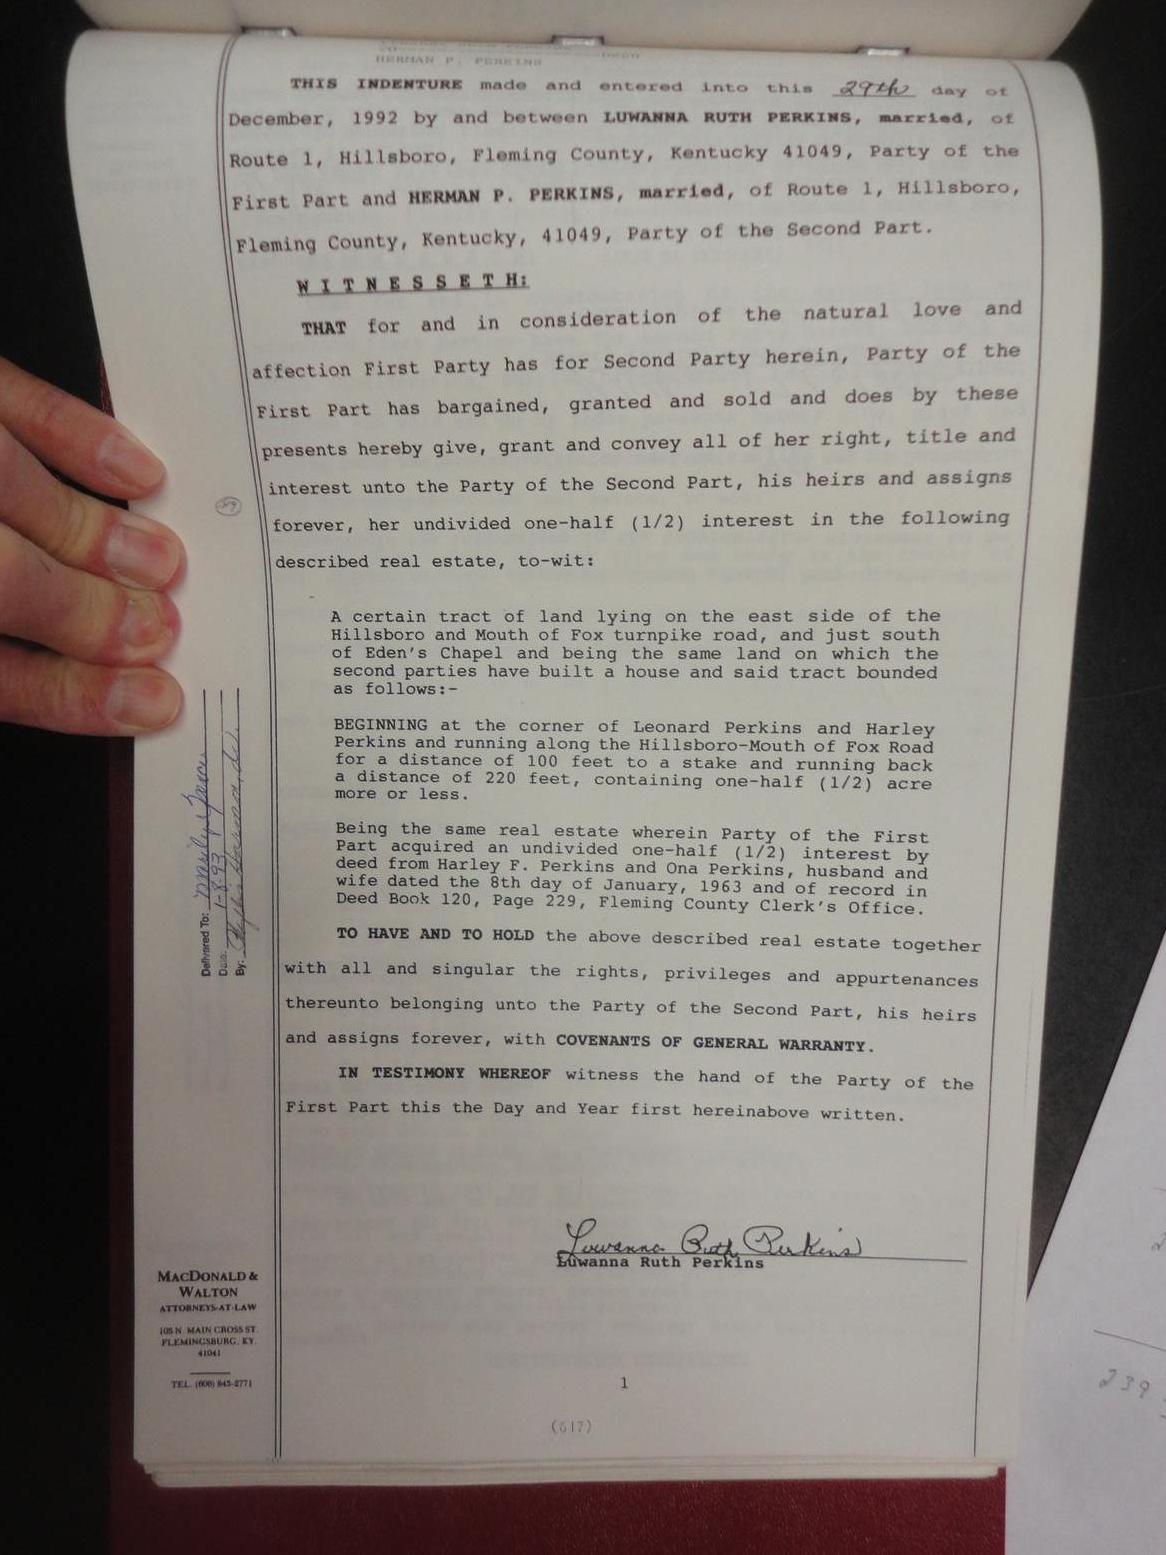 HERMAN P. PERKINS
THIS INDENTURE made and entered into this 29th day of
December, 1992 by and between LUWANNA RUTH PERKINS, married, of
Route 1, Hillsboro, Fleming County, Kentucky 41049, Party of the
First Part and HERMAN P. PERKINS, married, of Route 1, Hillsboro,
Fleming County, Kentucky, 41049, Party of the Second Part.
W I T N E S S E T H:
THAT for and in consideration of the natural love and
affection First Party has for Second Party herein, Party of the
First Part has bargained, granted and sold and does by these
presents hereby give, grant and convey all of her right, title and
interest unto the Party of the Second Part, his heirs and assigns
forever, her undivided one-half (1/2) interest in the following
described real estate, to-wit:
A certain tract of land lying on the east side of the
Hillsboro and Mouth of Fox turnpike road, and just south
of Eden's Chapel and being the same land on which the
second parties have built a house and said tract bounded
as follows:-
BEGINNING at the corner of Leonard Perkins and Harley
Perkins and running along the Hillsboro-Mouth of Fox Road
for a distance of 100 feet to a stake and running back
a distance of 220 feet, containing one-half (1/2) acre
more or less.
Being the same real estate wherein Party of the First
Part acquired an undivided one-half (1/2) interest by
deed from Harley F. Perkins and Ona Perkins, husband and
wife dated the 8th day of January, 1963 and of record in
Deed Book 120, Page 229, Fleming County Clerk's Office.
TO HAVE AND TO HOLD the above described real estate together
with all and singular the rights, privileges and appurtenances
thereunto belonging unto the Party of the Second Part, his heirs
and assigns forever, with COVENANTS OF GENERAL WARRANTY.
IN TESTIMONY WHEREOF witness the hand of the Party of the
First Part this the Day and Year first hereinabove written.
Luwanna Ruth Perkins
Luwanna Ruth Perkins
1
(617)
Delivered To:
Date: 1-8-93
By:
MACDONALD &
WALTON
ATTORNEYS-AT-LAW
105 N. MAIN CROSS ST.
FLEMINGSBURG, KY.
41041
TEL. (606) 845-2771
239